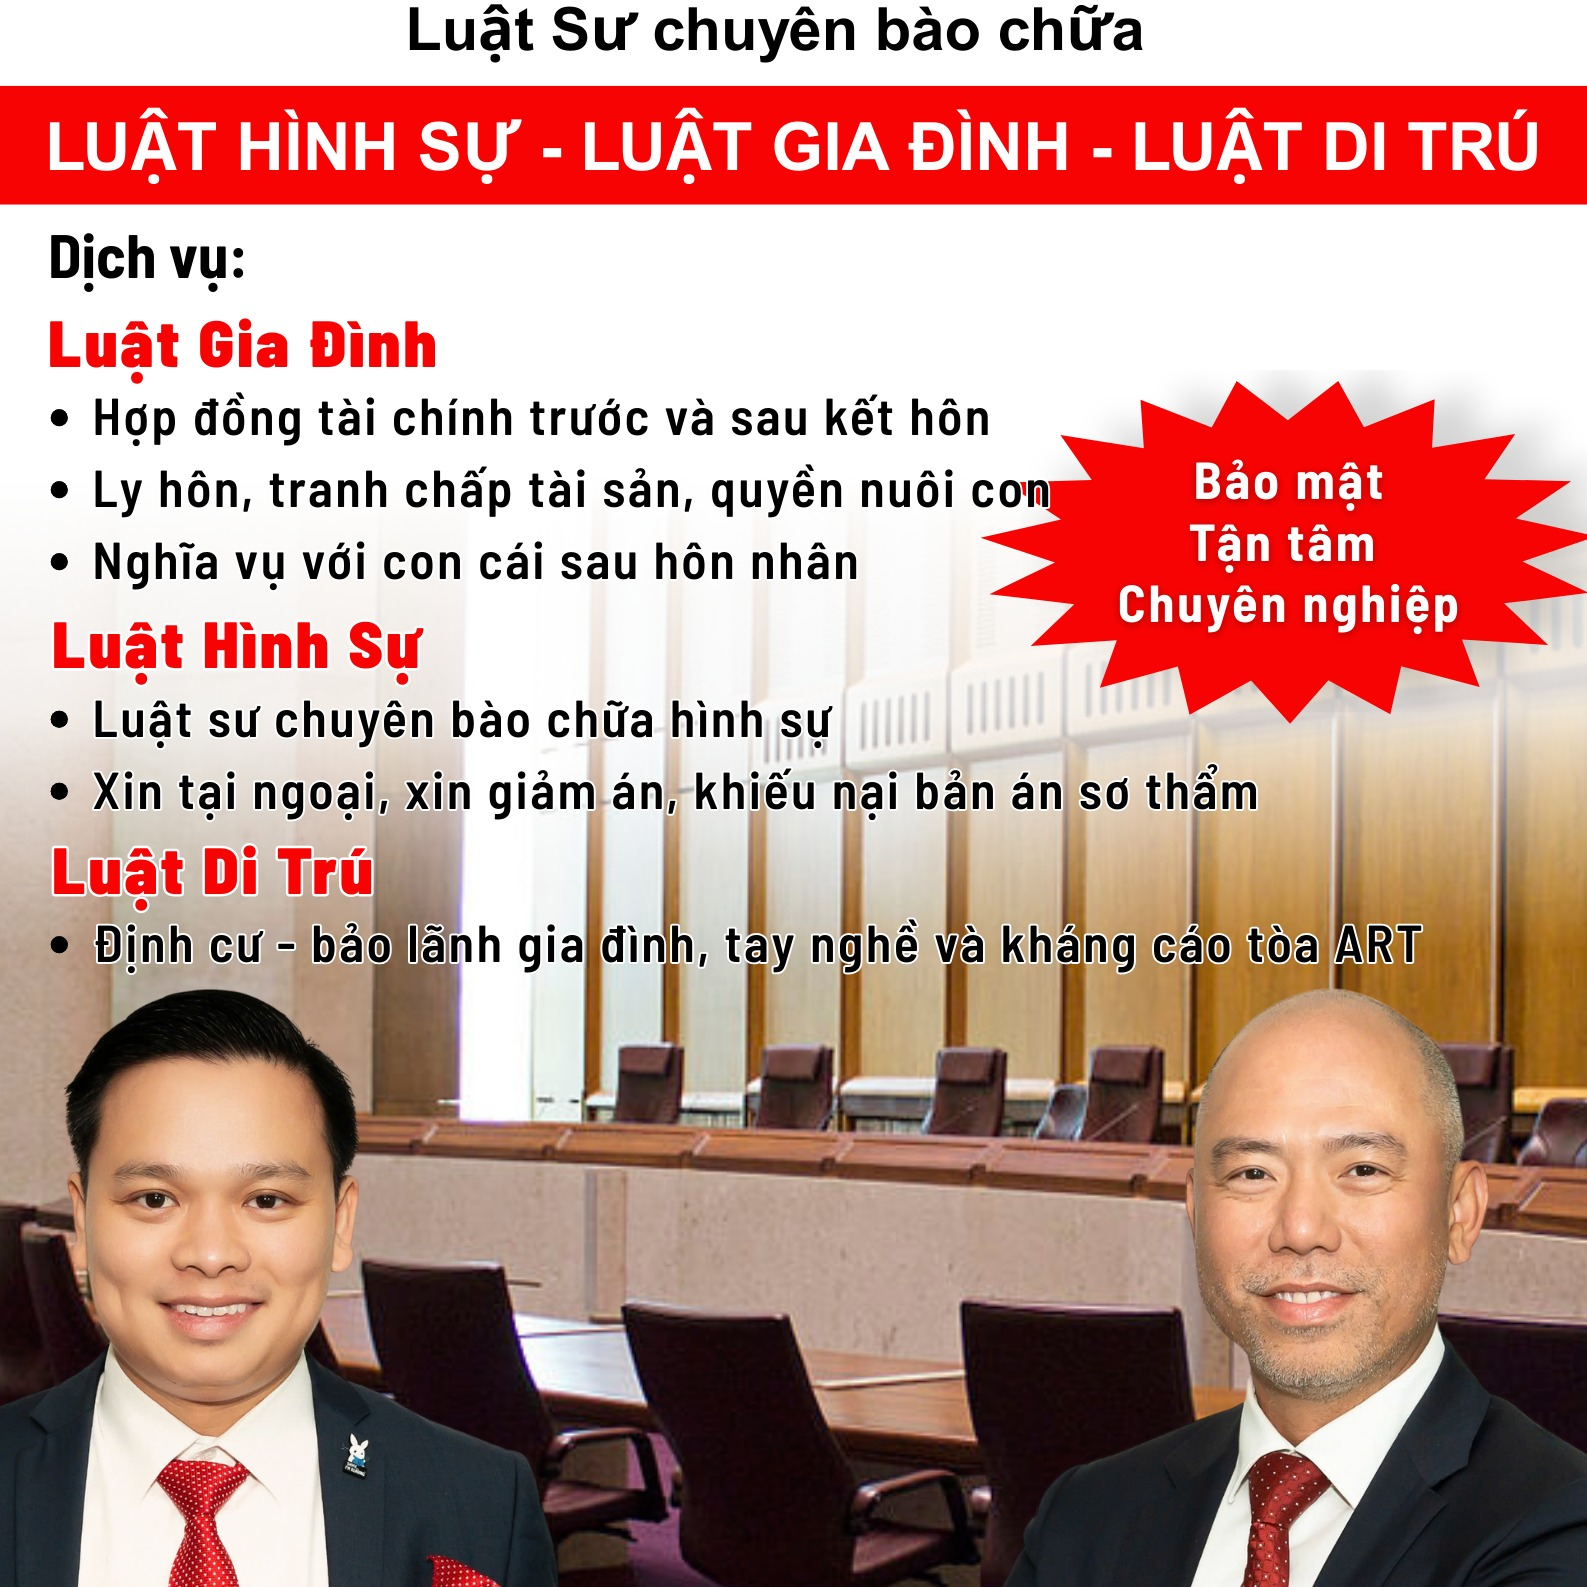 Luật Sư chuyên bào chữa
LUẬT HÌNH SỰ - LUẬT GIA ĐÌNH - LUẬT DI TRÚ
Dịch vụ:
Luật Gia Đình
• Hợp đồng tài chính trước và sau kết hôn
• Ly hôn, tranh chấp tài sản, quyền nuôi con
• Nghĩa vụ với con cái sau hôn nhân
Bảo mật
Tận tâm
Chuyên nghiệp
Luật Hình Sự
• Luật sư chuyên bào chữa hình sự
• Xin tại ngoại, xin giảm án, khiếu nại bản án sơ thẩm
Luật Di Trú
• Định cư - bảo lãnh gia đình, tay nghề và kháng cáo tòa ART